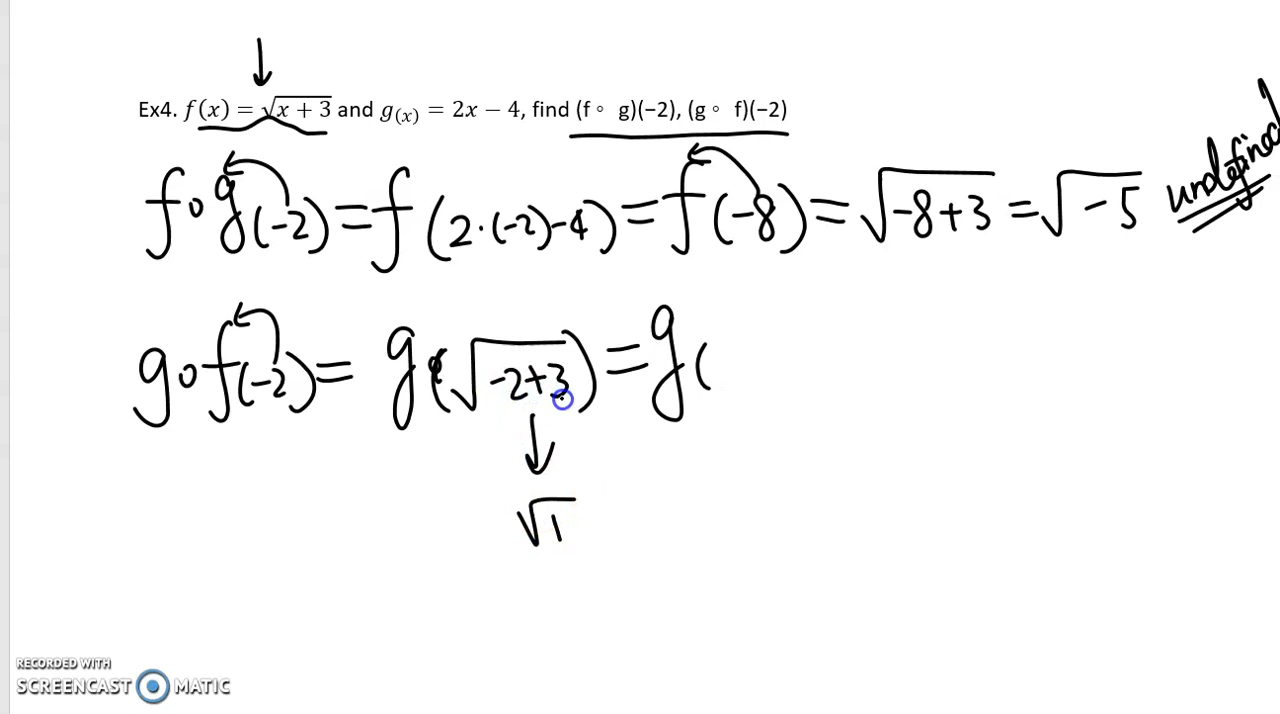 Ex4. f(x) = √x + 3 and g(x) = 2x − 4, find (f ∘ g)(−2), (g ∘ f)(−2)
f∘g(-2) = f(2·(-2)-4) = f(-8) = √-8+3 = √-5 undefined
g∘f(-2) = g(√-2+3) = g(
↓
√1
RECORDED WITH
SCREENCAST MATIC